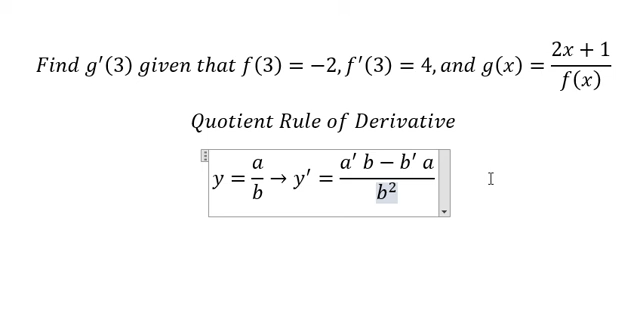 Find g′(3) given that f(3) = −2, f′(3) = 4, and g(x) = (2x + 1)/f(x)
Quotient Rule of Derivative
y = a/b → y′ = (a′ b − b′ a)/b²